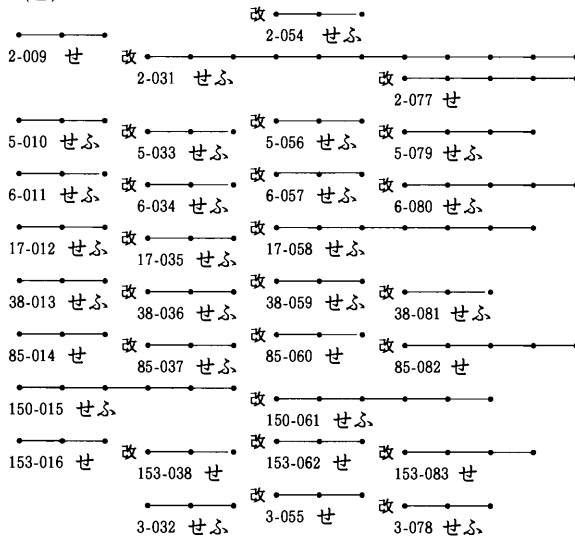 改
2-054 せふ
2-009 せ
改
2-031 せふ
改
2-077 せ
5-010 せふ 改 5-033 せふ 改 5-056 せふ 改 5-079 せふ
6-011 せふ 改 6-034 せふ 改 6-057 せふ 改 6-080 せふ
17-012 せふ 改 17-035 せふ 改 17-058 せふ
38-013 せふ 改 38-036 せふ 改 38-059 せふ 改 38-081 せふ
85-014 せ 改 85-037 せふ 改 85-060 せ 改 85-082 せ
150-015 せふ 改 150-061 せふ
153-016 せ 改 153-038 せ 改 153-062 せ 改 153-083 せ
3-032 せふ 改 3-055 せ 改 3-078 せふ